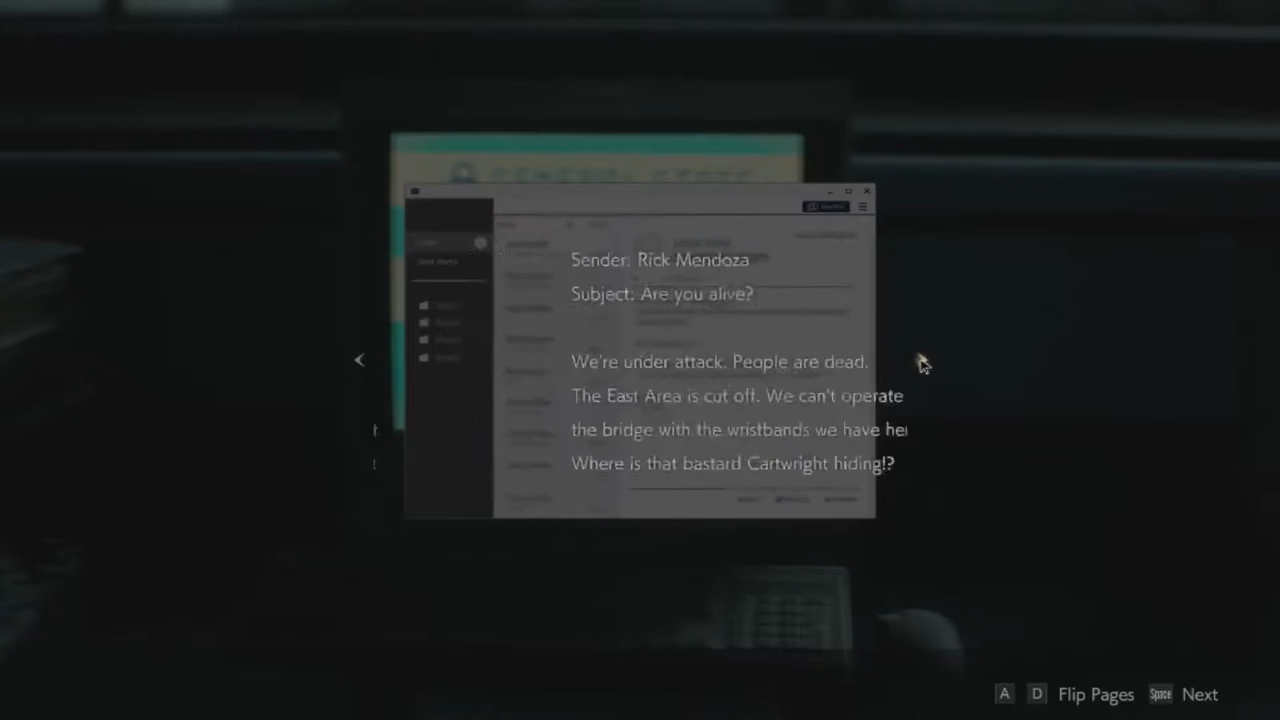 Sender: Rick Mendoza
Subject: Are you alive?
We're under attack. People are dead.
The East Area is cut off. We can't operate
the bridge with the wristbands we have
Where is that bastard Cartwright hiding!?
A D Flip Pages Space Next